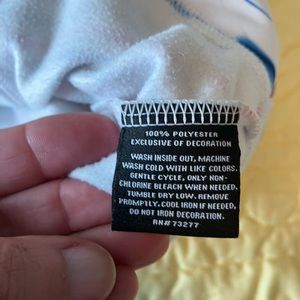 100% POLYESTER
EXCLUSIVE OF DECORATION
WASH INSIDE OUT, MACHINE
WASH COLD WITH LIKE COLORS.
GENTLE CYCLE, ONLY NON-
CHLORINE BLEACH WHEN NEEDED.
TUMBLE DRY LOW. REMOVE
PROMPTLY. COOL IRON IF NEEDED,
DO NOT IRON DECORATION.
RN# 73277